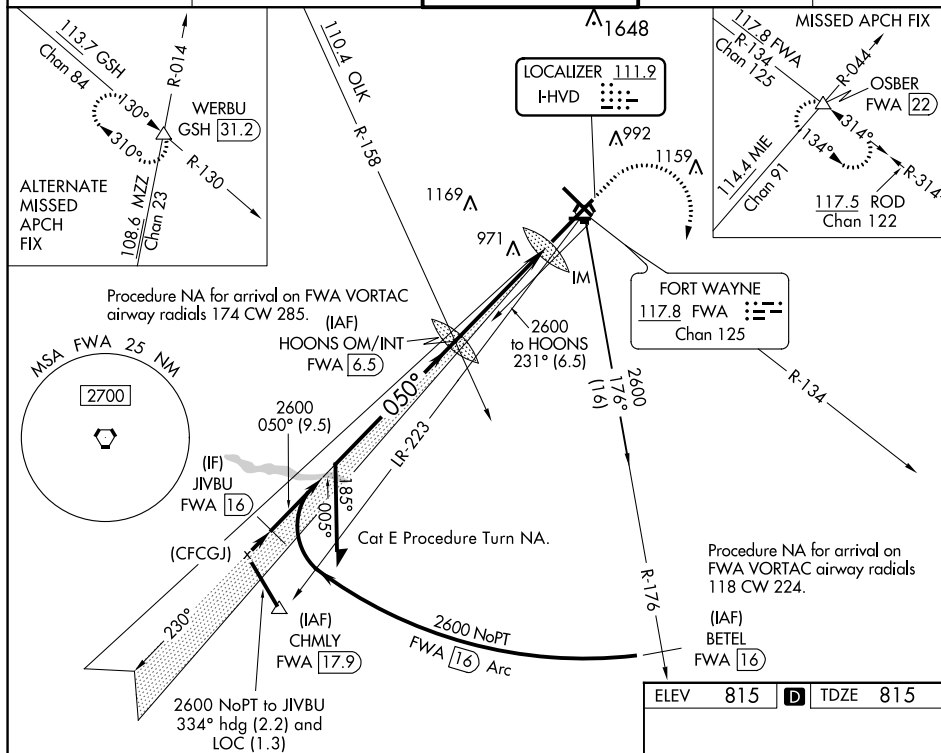 1648
113.7 GSH
Chan 84
R-014
130°
310°
WERBU
GSH 31.2
R-130
108.6 MZZ
Chan 23
ALTERNATE
MISSED
APCH
FIX
110.4 OLK
R-158
LOCALIZER 111.9
I-HVD
992
1159
1169
971
IM
MISSED APCH FIX
117.8 FWA
R-134
Chan 125
R-044
OSBER
FWA 22
314°
134°
R-314
114.4 MIE
Chan 91
117.5 ROD
Chan 122
Procedure NA for arrival on FWA VORTAC
airway radials 174 CW 285.
(IAF)
HOONS OM/INT
FWA 6.5
2600
to HOONS
231° (6.5)
FORT WAYNE
117.8 FWA
Chan 125
R-134
2600
176°
(16)
R-176
MSA FWA 25 NM
2700
2600
050° (9.5)
050°
LR-223
(IF)
JIVBU
FWA 16
185°
005°
Cat E Procedure Turn NA.
(CFCGJ)
230°
(IAF)
CHMLY
FWA 17.9
2600 NoPT
FWA 16 Arc
Procedure NA for arrival on
FWA VORTAC airway radials
118 CW 224.
(IAF)
BETEL
FWA 16
2600 NoPT to JIVBU
334° hdg (2.2) and
LOC (1.3)
ELEV 815 D TDZE 815